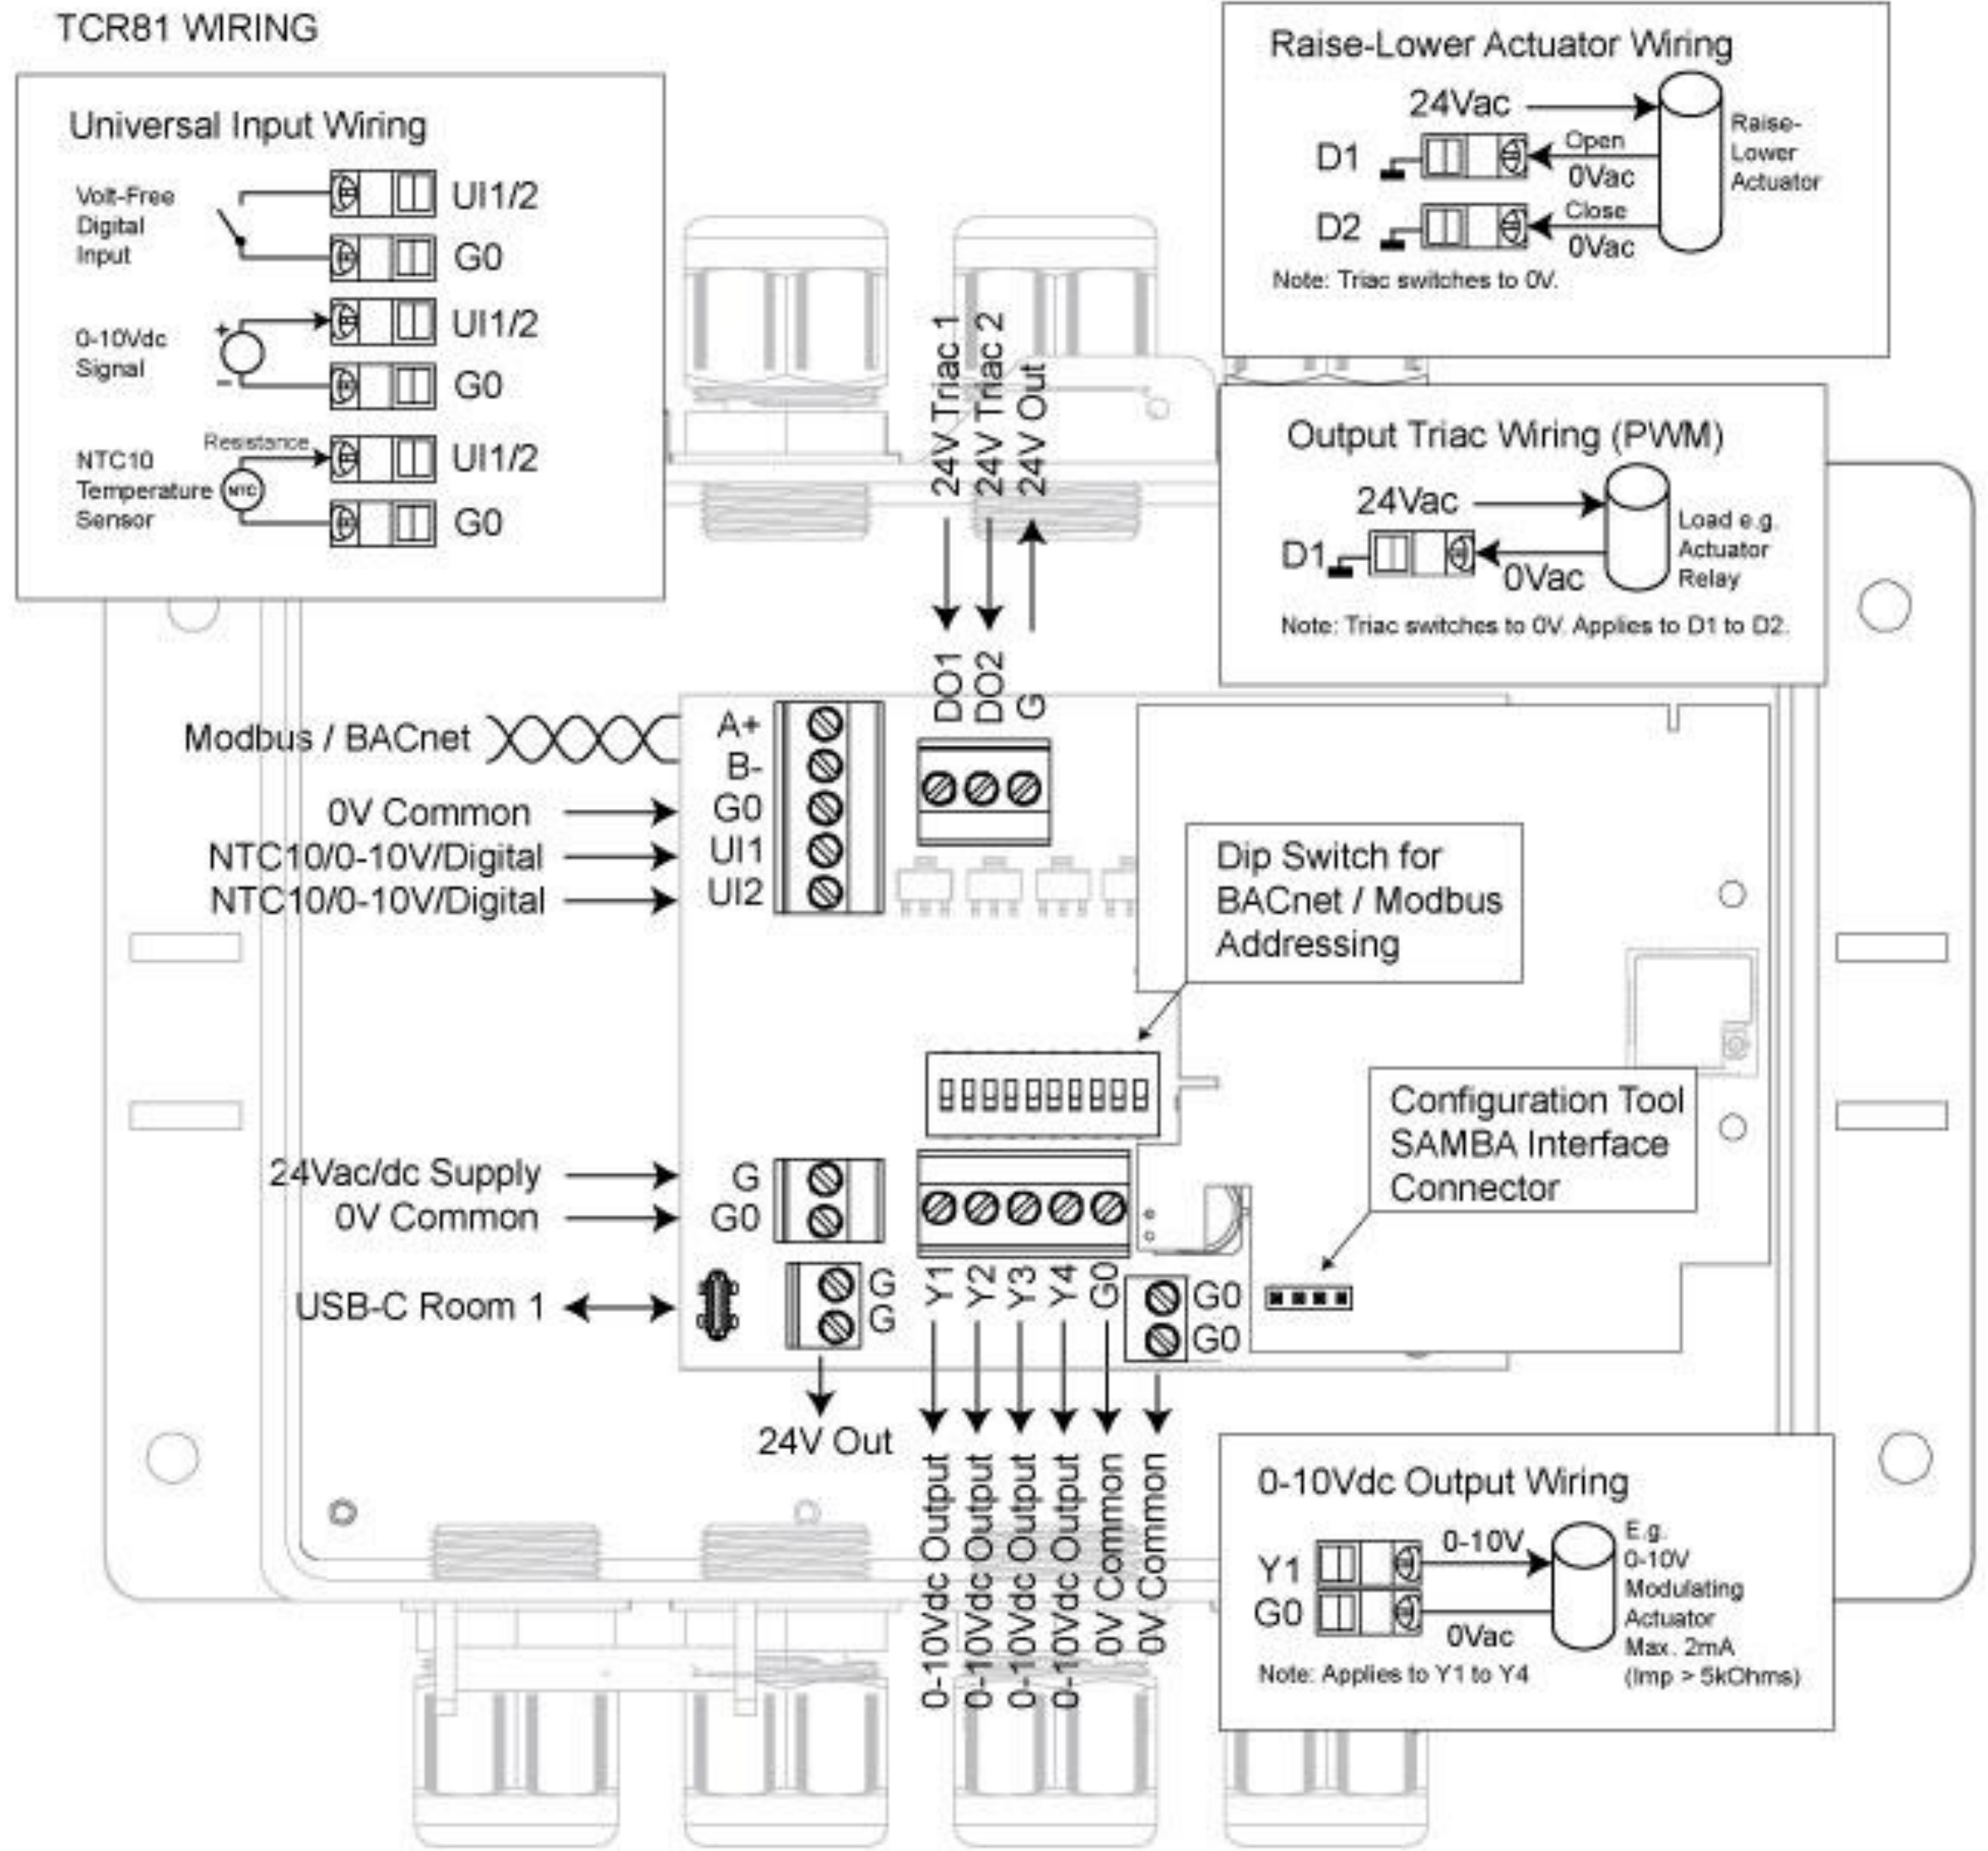 TCR81 WIRING
Universal Input Wiring
Volt-Free
Digital
Input
UI1/2
G0
0-10Vdc
Signal
+
-
UI1/2
G0
Resistance
NTC10
Temperature
Sensor
NTC
UI1/2
G0
Raise-Lower Actuator Wiring
24Vac
D1
Open
0Vac
D2
Close
0Vac
Raise-
Lower
Actuator
Note: Triac switches to 0V.
Output Triac Wiring (PWM)
24Vac
D1
0Vac
Load e.g.
Actuator
Relay
Note: Triac switches to 0V. Applies to D1 to D2.
24V Triac 1
24V Triac 2
24V Out
DO1
DO2
G
Modbus / BACnet
A+
B-
0V Common
G0
NTC10/0-10V/Digital
UI1
NTC10/0-10V/Digital
UI2
Dip Switch for
BACnet / Modbus
Addressing
Configuration Tool
SAMBA Interface
Connector
24Vac/dc Supply
G
0V Common
G0
USB-C Room 1
G
G
24V Out
Y1
Y2
Y3
Y4
G0
G0
G0
0-10Vdc Output
0-10Vdc Output
0-10Vdc Output
0-10Vdc Output
0V Common
0V Common
0-10Vdc Output Wiring
Y1
G0
0-10V
0Vac
E.g.
0-10V
Modulating
Actuator
Max. 2mA
(Imp > 5kOhms)
Note: Applies to Y1 to Y4